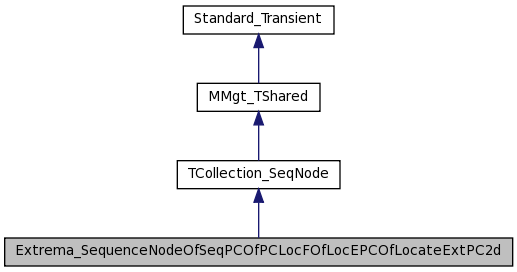 Standard_Transient
MMgt_TShared
TCollection_SeqNode
Extrema_SequenceNodeOfSeqPCOfPCLocFOfLocEPCOfLocateExtPC2d